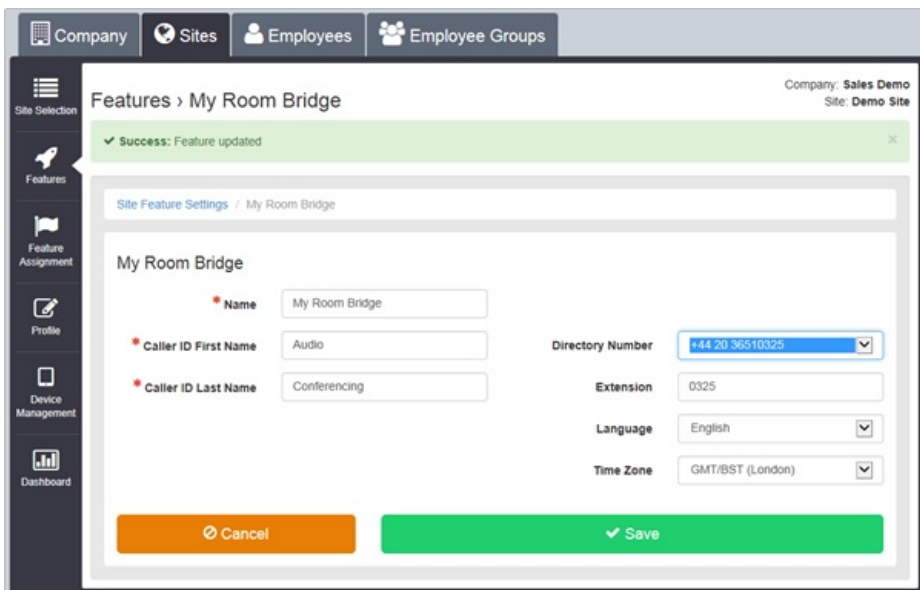 Company Sites Employees Employee Groups
Site Selection
Features
Feature Assignment
Profile
Device Management
Dashboard
Features › My Room Bridge
Company: Sales Demo
Site: Demo Site
✔ Success: Feature updated ×
Site Feature Settings / My Room Bridge
My Room Bridge
* Name My Room Bridge
* Caller ID First Name Audio
Directory Number +44 20 36510325
* Caller ID Last Name Conferencing
Extension 0325
Language English
Time Zone GMT/BST (London)
Cancel
✔ Save